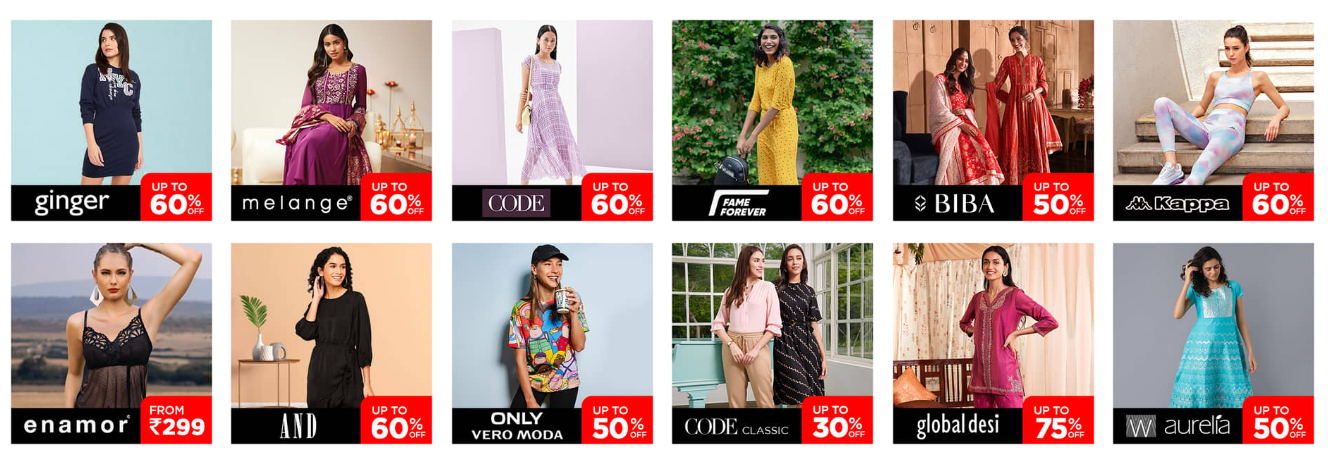 ginger
UP TO
60% OFF
melange®
UP TO
60% OFF
CODE
UP TO
60% OFF
FAME
FOREVER
UP TO
60% OFF
BIBA
UP TO
50% OFF
Kappa
UP TO
60% OFF
enamor®
FROM
₹299
AND
UP TO
60% OFF
ONLY
VERO MODA
UP TO
50% OFF
CODE CLASSIC
UP TO
30% OFF
global desi
UP TO
75% OFF
W aurelia
UP TO
50% OFF